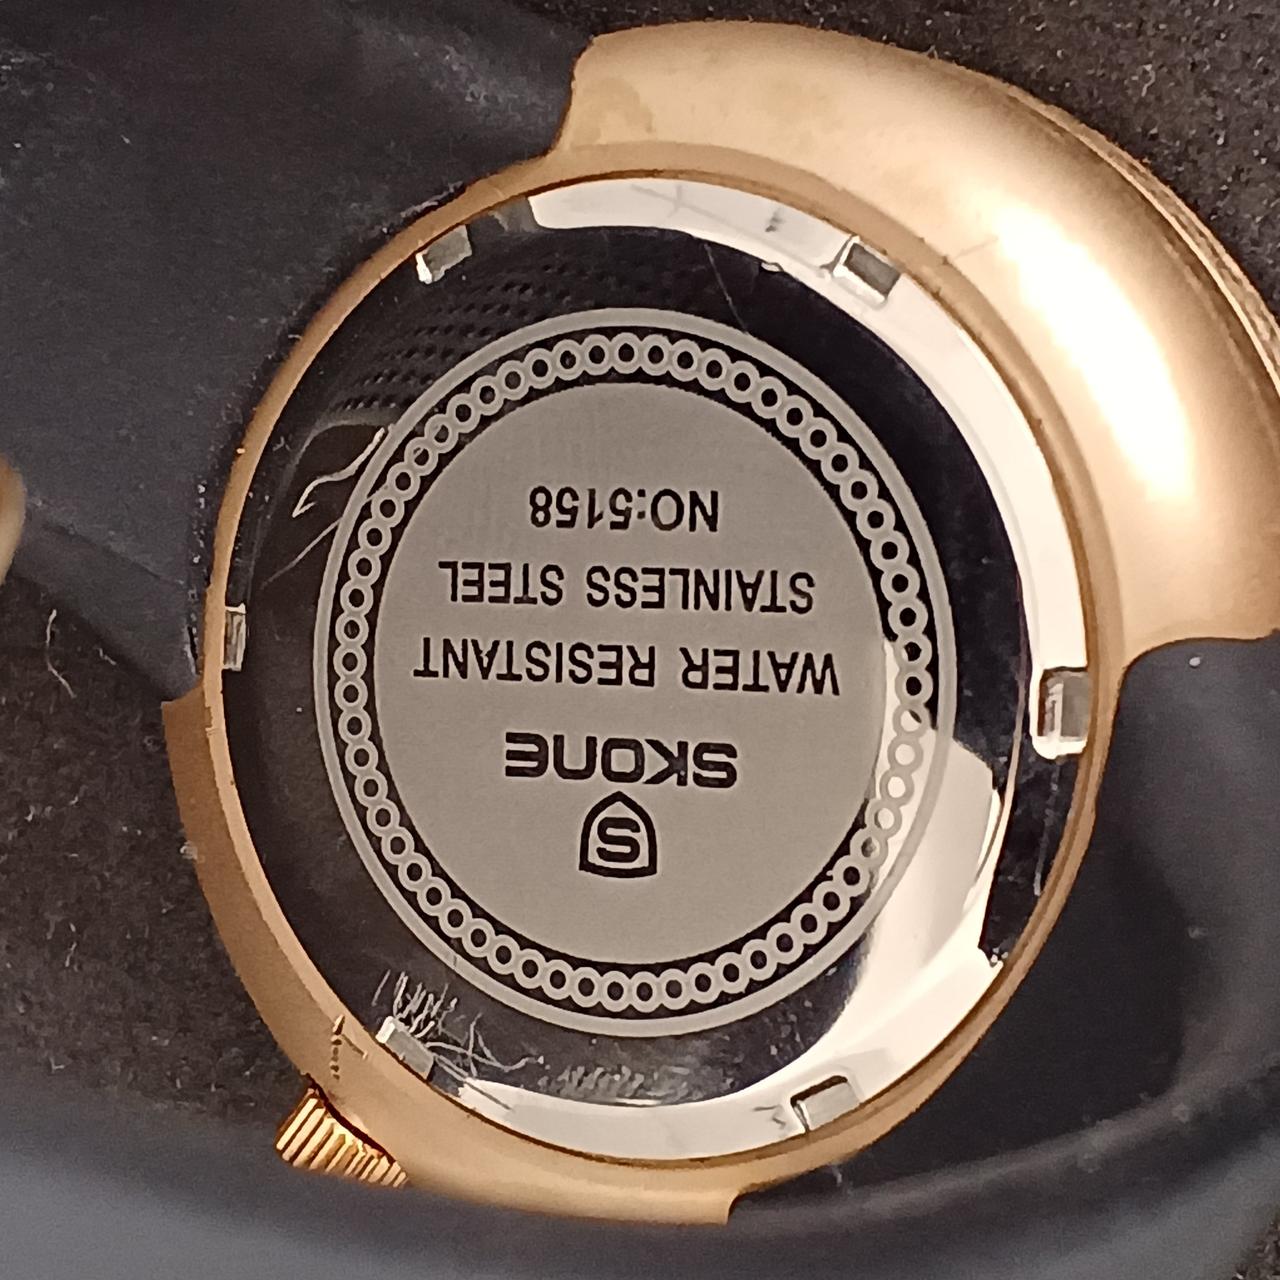 S
SKONE
WATER RESISTANT
STAINLESS STEEL
NO:5158